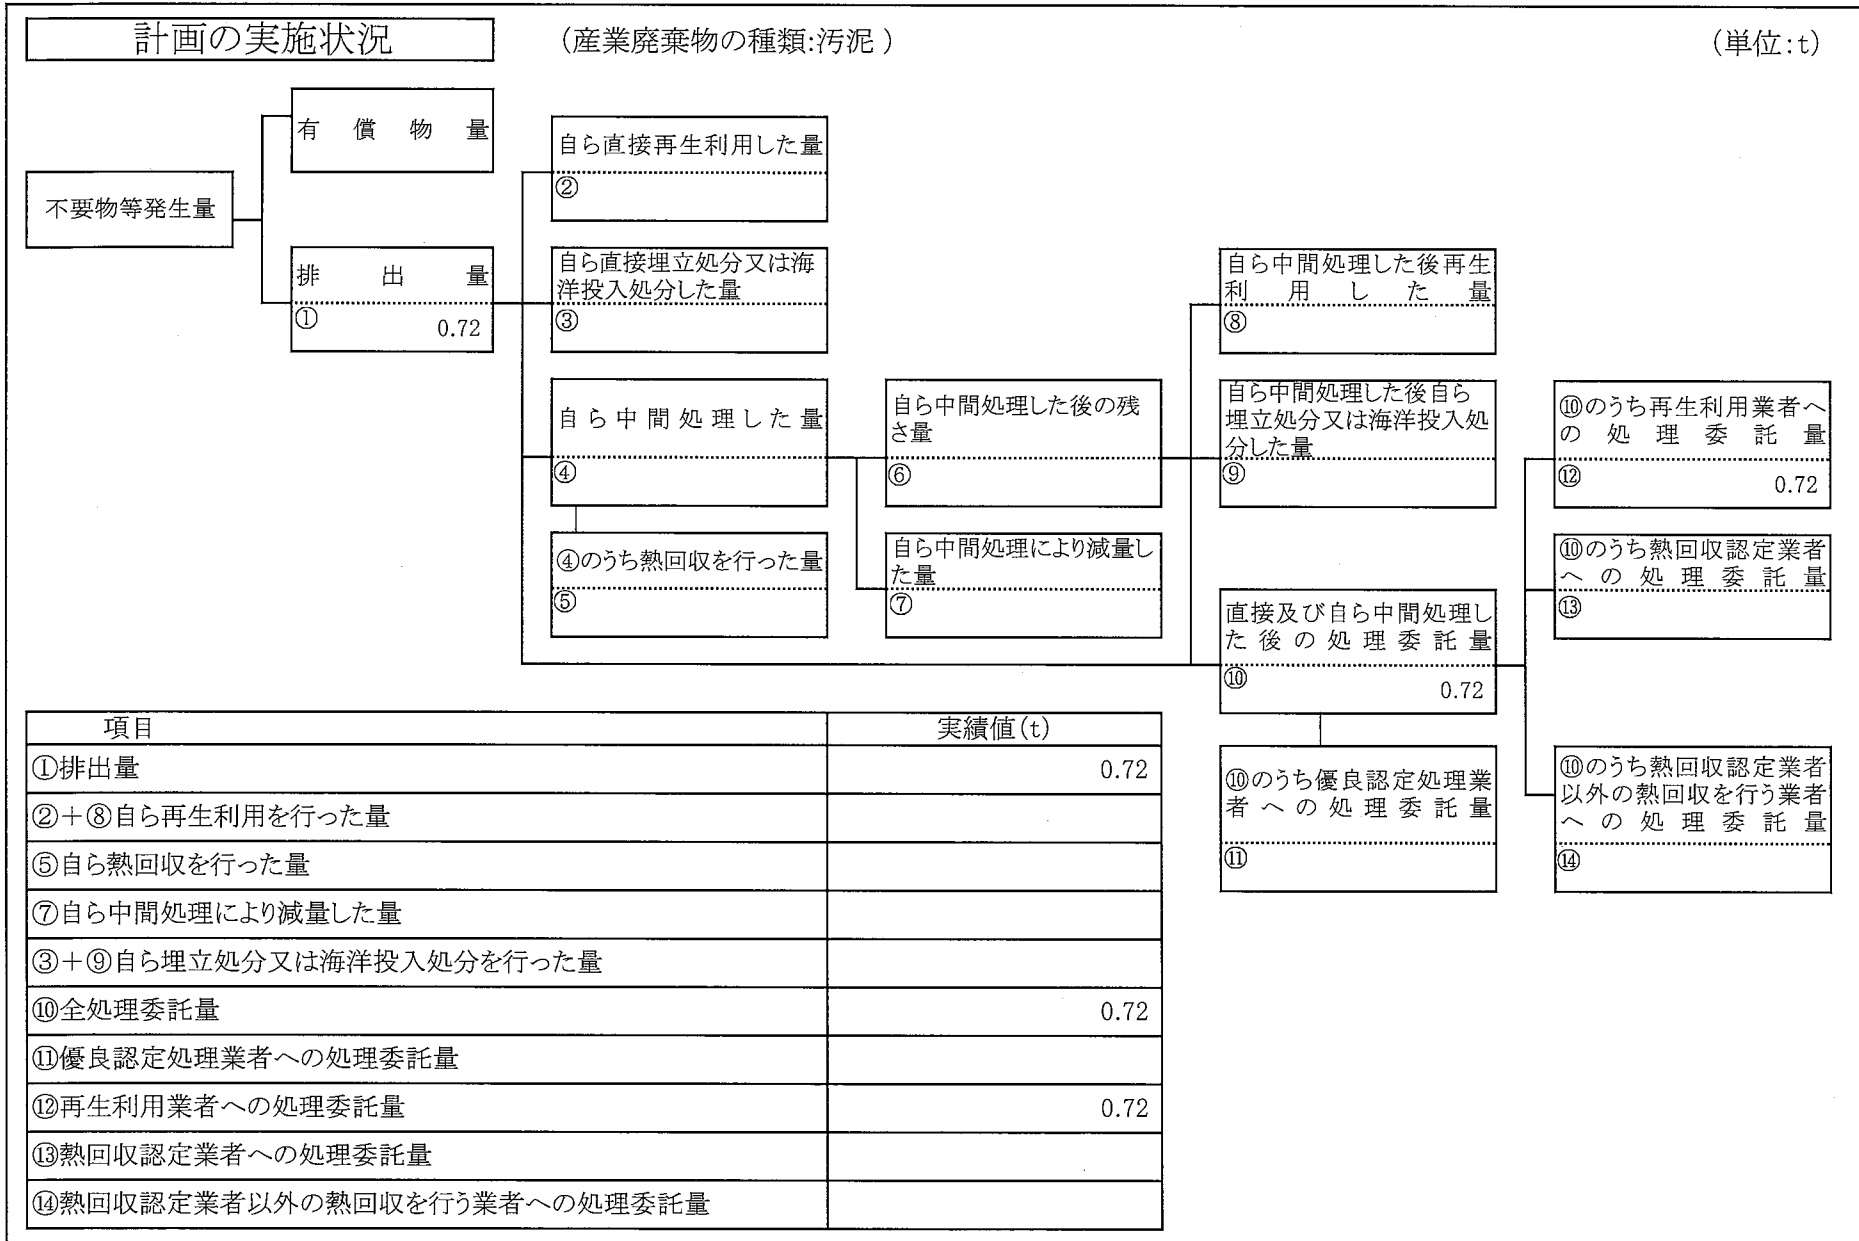 計画の実施状況
(産業廃棄物の種類:汚泥 )
(単位:t)
有償物量
不要物等発生量
排出量
①
0.72
自ら直接再生利用した量
②
自ら直接埋立処分又は海
洋投入処分した量
③
自ら中間処理した量
④
④のうち熱回収を行った量
⑤
自ら中間処理した後の残
さ量
⑥
自ら中間処理により減量し
た量
⑦
自ら中間処理した後再生
利用した量
⑧
自ら中間処理した後自ら
埋立処分又は海洋投入処
分した量
⑨
直接及び自ら中間処理し
た後の処理委託量
⑩
0.72
⑩のうち優良認定処理業
者への処理委託量
⑪
⑩のうち再生利用業者へ
の処理委託量
⑫
0.72
⑩のうち熱回収認定業者
への処理委託量
⑬
⑩のうち熱回収認定業者
以外の熱回収を行う業者
への処理委託量
⑭
項目 実績値(t)
①排出量 0.72
②+⑧自ら再生利用を行った量
⑤自ら熱回収を行った量
⑦自ら中間処理により減量した量
③+⑨自ら埋立処分又は海洋投入処分を行った量
⑩全処理委託量 0.72
⑪優良認定処理業者への処理委託量
⑫再生利用業者への処理委託量 0.72
⑬熱回収認定業者への処理委託量
⑭熱回収認定業者以外の熱回収を行う業者への処理委託量